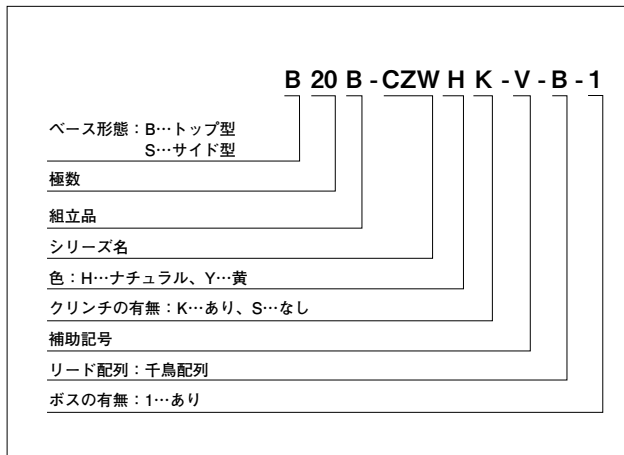 B 20 B - CZW H K - V - B - 1
ベース形態：B…トップ型
S…サイド型
極数
組立品
シリーズ名
色：H…ナチュラル、Y…黄
クリンチの有無：K…あり、S…なし
補助記号
リード配列：千鳥配列
ボスの有無：1…あり